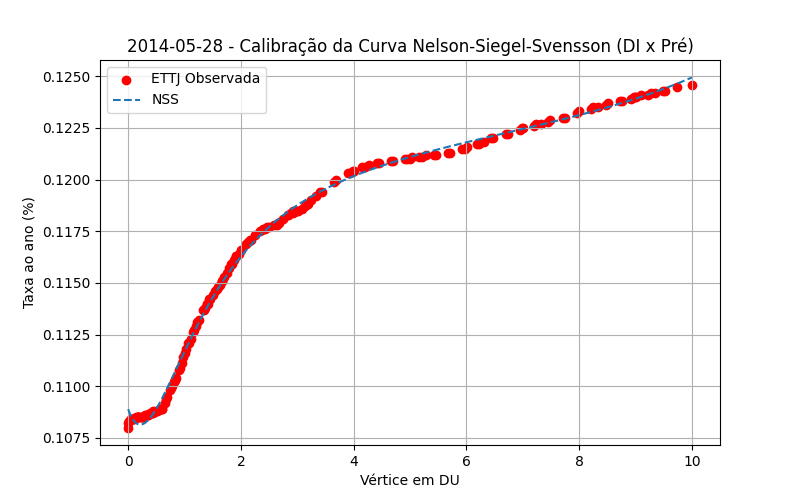 2014-05-28 - Calibração da Curva Nelson-Siegel-Svensson (DI x Pré)
ETTJ Observada
NSS
Taxa ao ano (%)
0.1250
0.1225
0.1200
0.1175
0.1150
0.1125
0.1100
0.1075
0 2 4 6 8 10
Vértice em DU